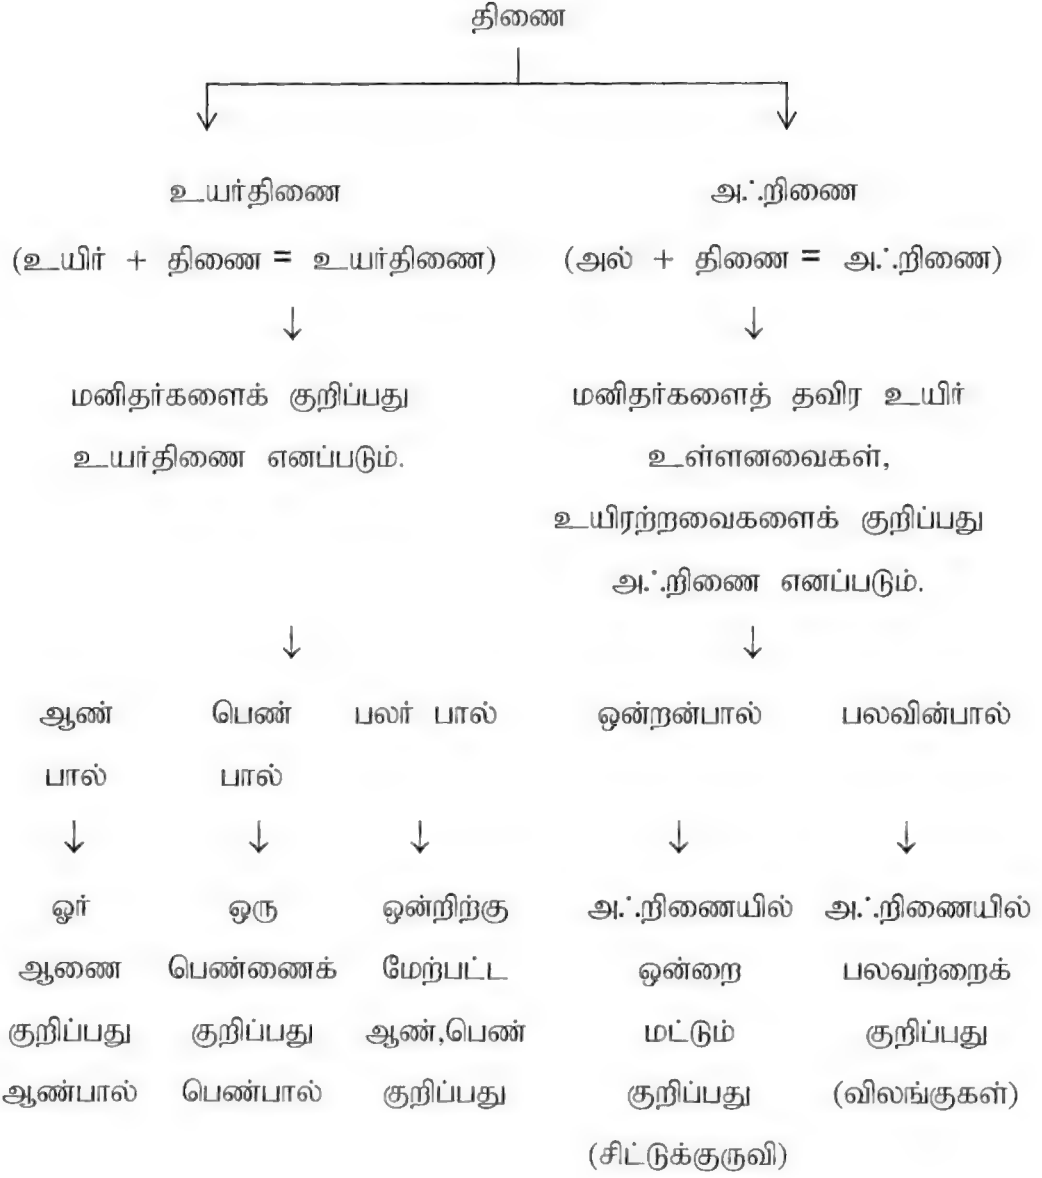 திணை
உயர்திணை அஃறிணை
(உயிர் + திணை = உயர்திணை) (அல் + திணை = அஃறிணை)
மனிதர்களைக் குறிப்பது மனிதர்களைத் தவிர உயிர்
உயர்திணை எனப்படும். உள்ளனவைகள்,
உயிரற்றவைகளைக் குறிப்பது
அஃறிணை எனப்படும்.
ஆண் பெண் பலர் பால் ஒன்றன்பால் பலவின்பால்
பால் பால்
ஓர் ஒரு ஒன்றிற்கு அஃறிணையில் அஃறிணையில்
ஆணை பெண்ணைக் மேற்பட்ட ஒன்றை பலவற்றைக்
குறிப்பது குறிப்பது ஆண்,பெண் மட்டும் குறிப்பது
ஆண்பால் பெண்பால் குறிப்பது குறிப்பது (விலங்குகள்)
(சிட்டுக்குருவி)